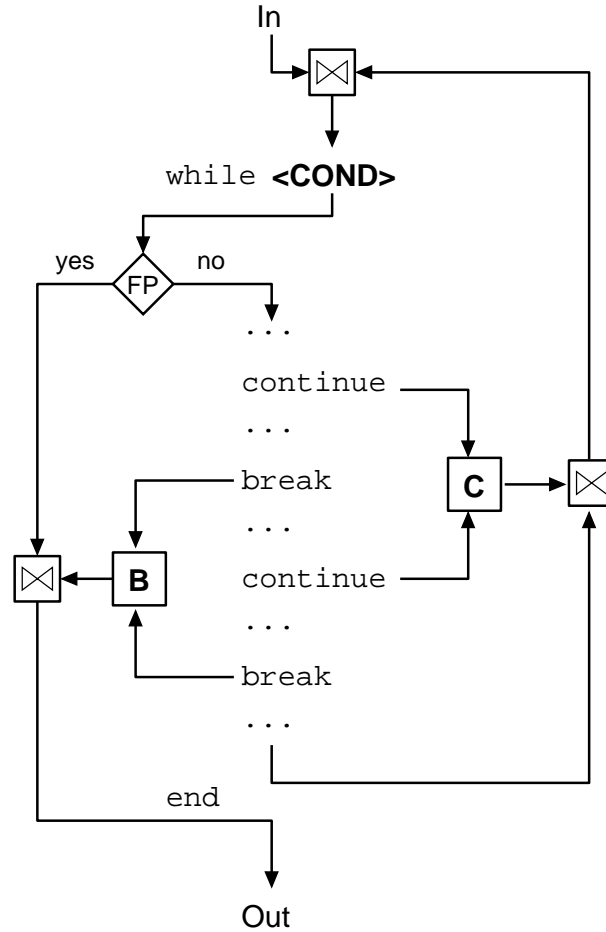 In
while <COND>
yes
FP
no
...
continue
...
break
C
...
B
continue
...
break
...
end
Out